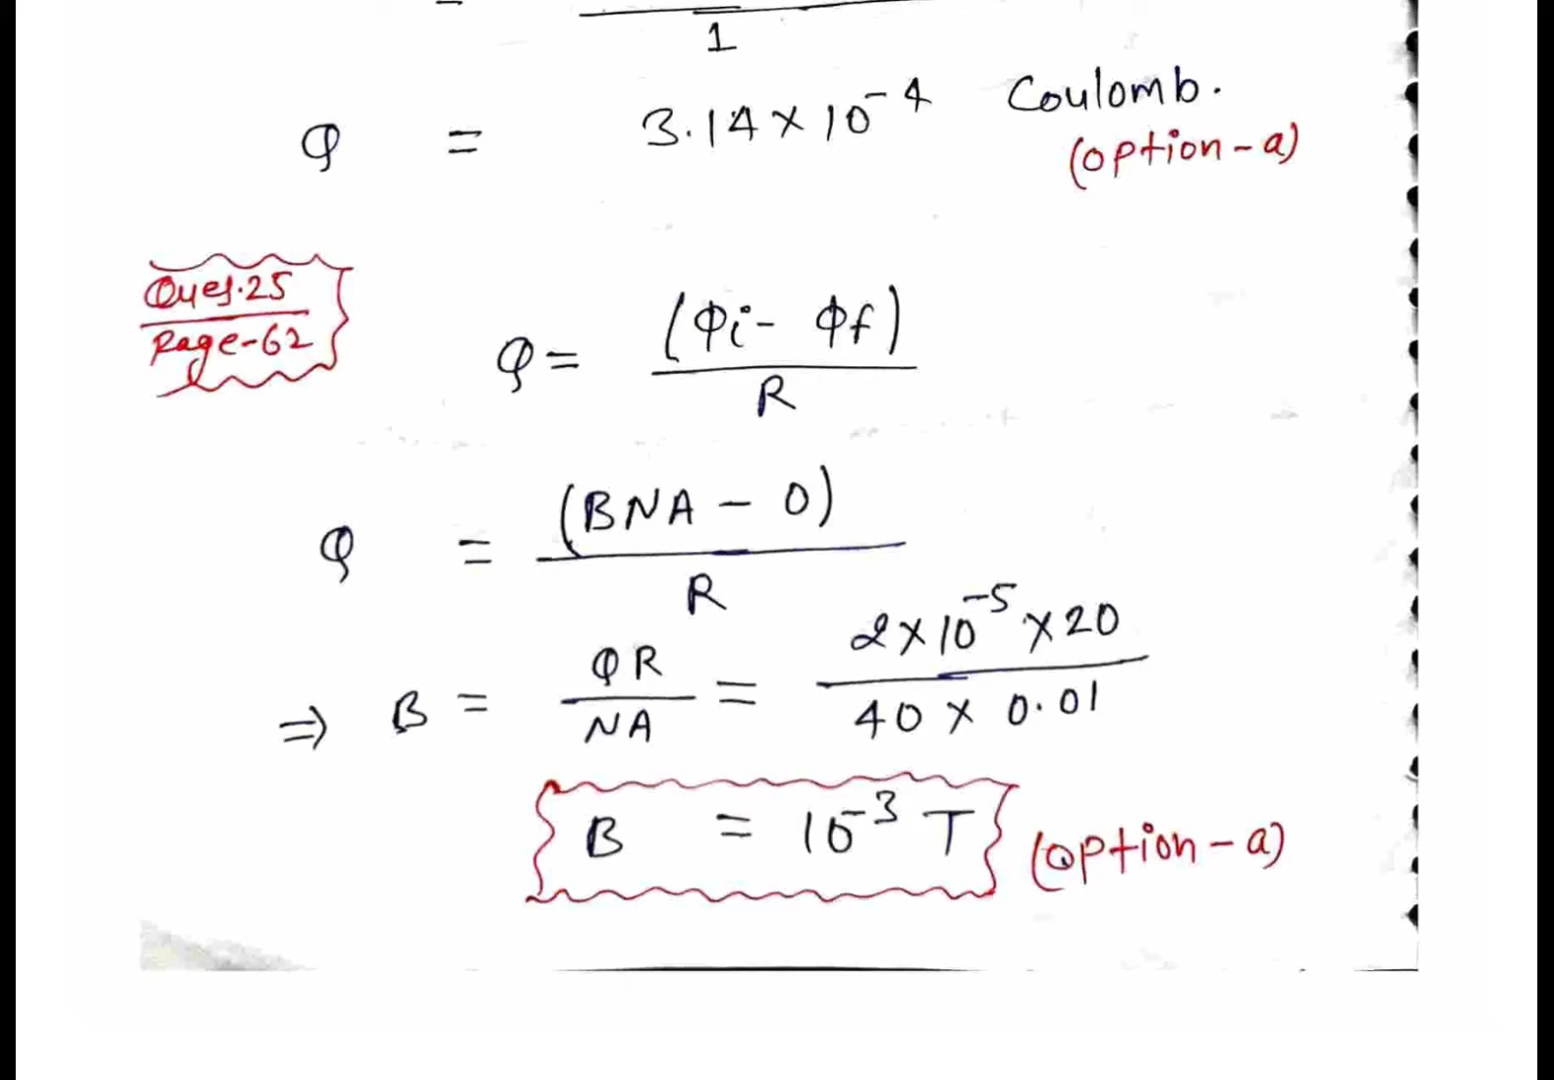 1
φ = 3.14 × 10⁻⁴ Coulomb.
(option-a)
Ques.25
Page-62
φ = (ϕi - ϕf) / R
φ = (BNA - 0) / R
⇒ B = φR / NA = 2×10⁻⁵ × 20 / 40 × 0.01
B = 10⁻³ T (option-a)